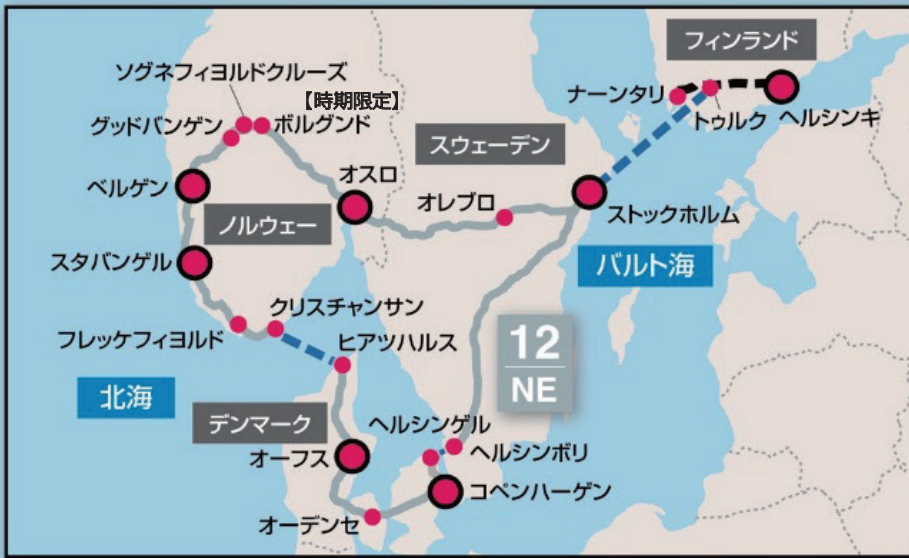 フィンランド
ソグネフィヨルドクルーズ
【時期限定】
グッドバンゲン
ボルグンド
ナーンタリ
トゥルク
ヘルシンキ
スウェーデン
オスロ
オレブロ
ベルゲン
ストックホルム
ノルウェー
バルト海
スタバンゲル
クリスチャンサン
フレッケフィヨルド
ヒアツハルス
12
NE
北海
デンマーク
ヘルシンゲル
ヘルシンボリ
オーフス
コペンハーゲン
オーデンセ